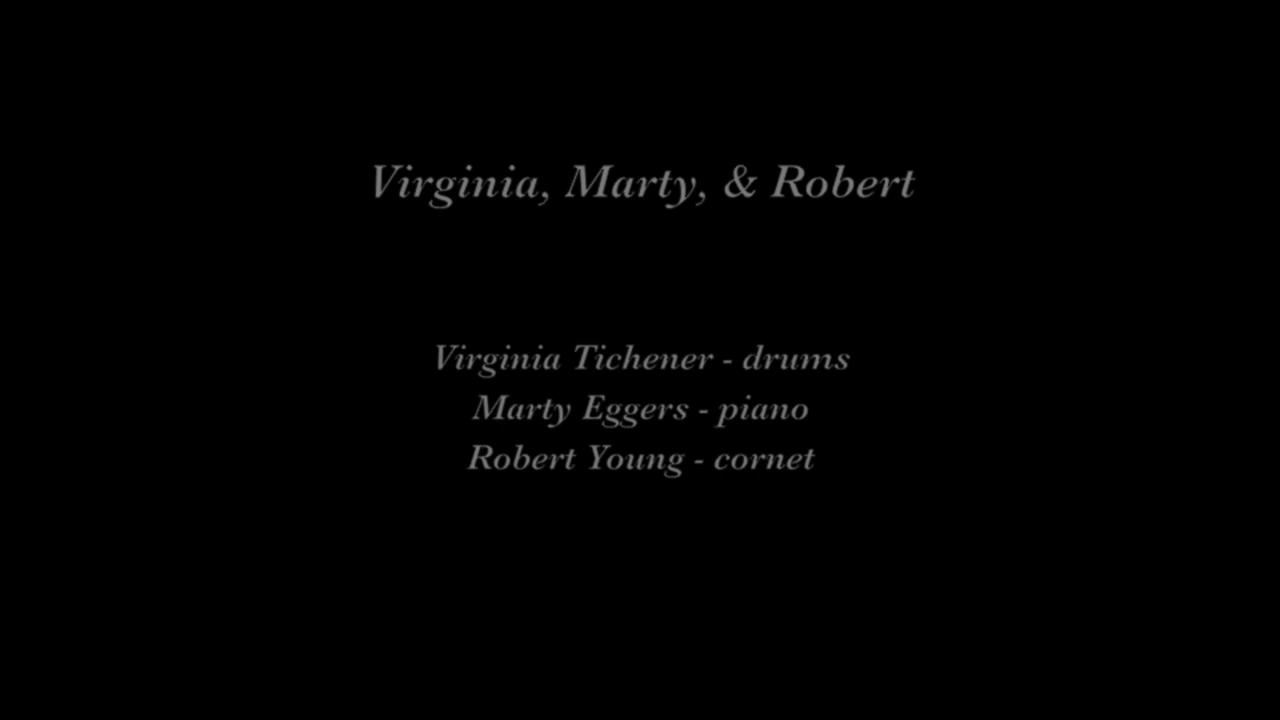 Virginia, Marty, & Robert
Virginia Tichener - drums
Marty Eggers - piano
Robert Young - cornet